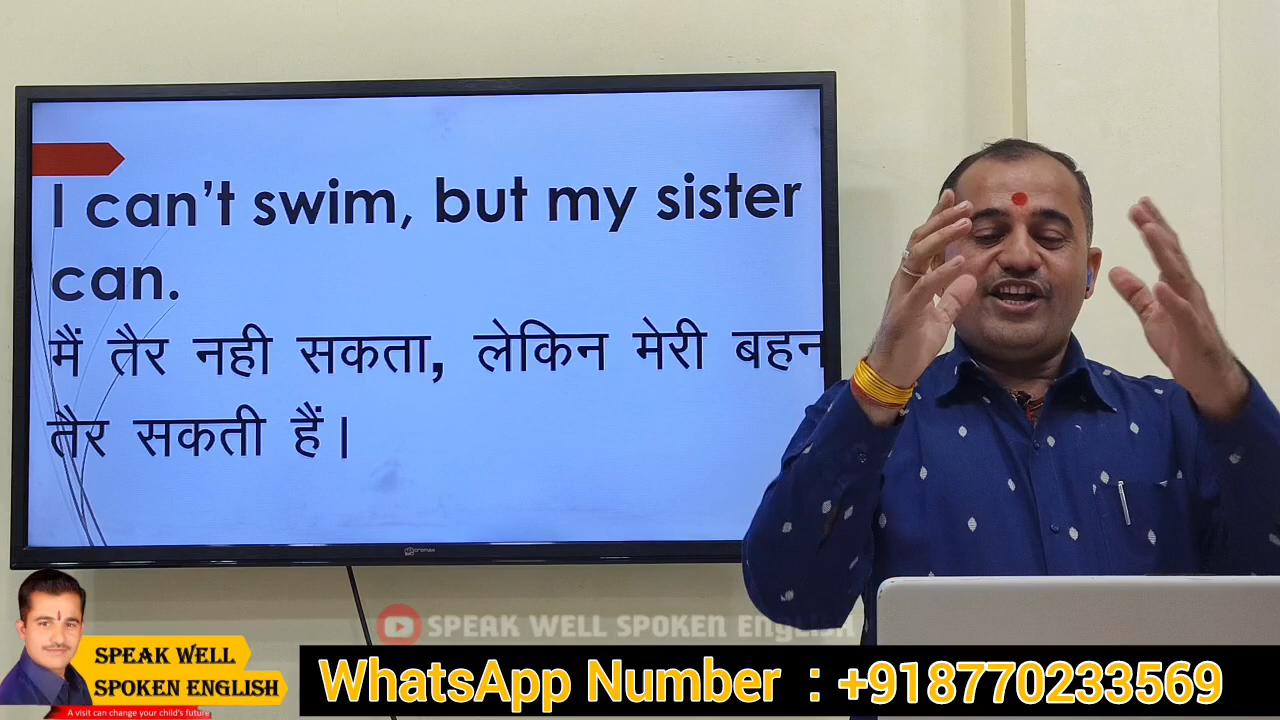 I can't swim, but my sister
can.
मैं तैर नही सकता, लेकिन मेरी बहन
तैर सकती हैं।
SPEAK WELL SPOKEN ENGLISH
SPEAK WELL
SPOKEN ENGLISH
A visit can change your child's future
WhatsApp Number : +918770233569